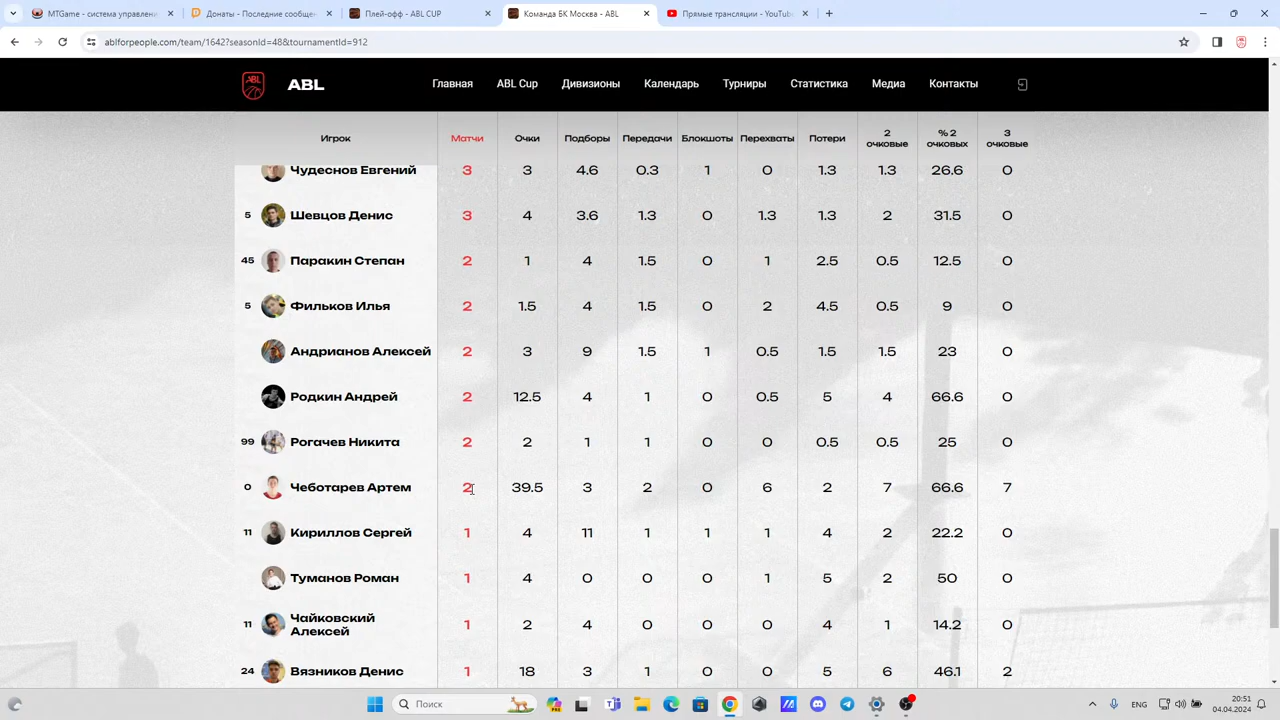 MTGame - система управлени
Донаты - Последние сообщен
Плей-офф - ABL CUP
Команда БК Москва - ABL
Прямые трансляции - YouTube
ablforpeople.com/team/1642?seasonId=48&tournamentId=912
ABL
ABL
Главная
ABL Cup
Дивизионы
Календарь
Турниры
Статистика
Медиа
Контакты
Игрок Матчи Очки Подборы Передачи Блокшоты Перехваты Потери 2 очковые % 2 очковых 3 очковые
Чудеснов Евгений 3 3 4.6 0.3 1 0 1.3 1.3 26.6 0
5 Шевцов Денис 3 4 3.6 1.3 0 1.3 1.3 2 31.5 0
45 Паракин Степан 2 1 4 1.5 0 1 2.5 0.5 12.5 0
5 Фильков Илья 2 1.5 4 1.5 0 2 4.5 0.5 9 0
Андрианов Алексей 2 3 9 1.5 1 0.5 1.5 1.5 23 0
Родкин Андрей 2 12.5 4 1 0 0.5 5 4 66.6 0
99 Рогачев Никита 2 2 1 1 0 0 0.5 0.5 25 0
0 Чеботарев Артем 2 39.5 3 2 0 6 2 7 66.6 7
11 Кириллов Сергей 1 4 11 1 1 1 4 2 22.2 0
Туманов Роман 1 4 0 0 0 1 5 2 50 0
11 Чайковский Алексей 1 2 4 0 0 0 4 1 14.2 0
24 Вязников Денис 1 18 3 1 0 0 5 6 46.1 2
Поиск
ENG
20:51
04.04.2024